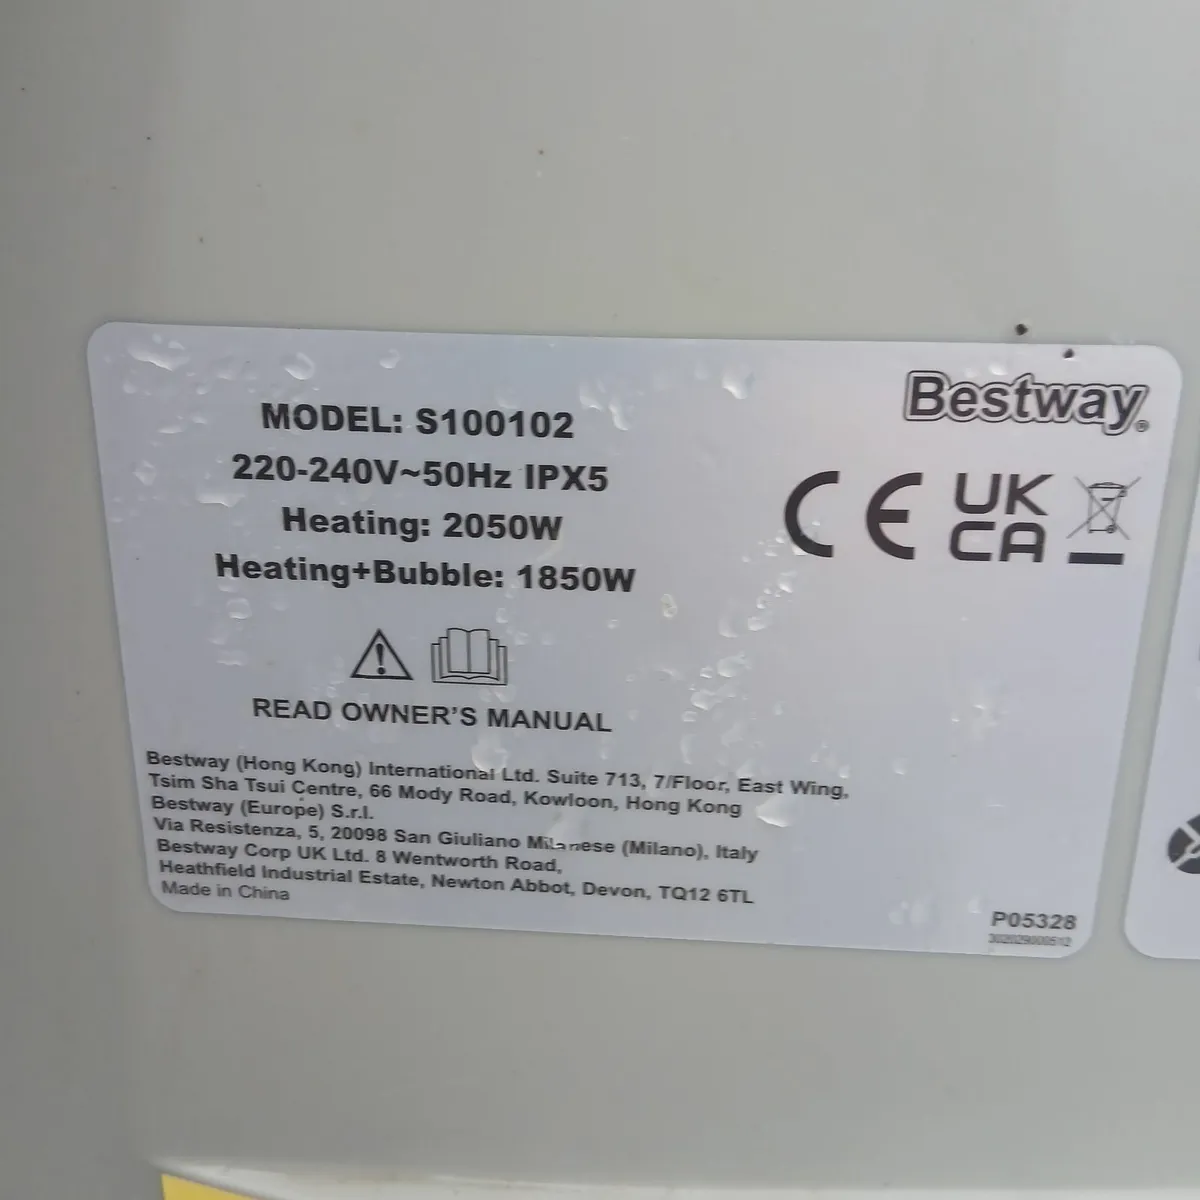 Bestway®
MODEL: S100102
220-240V~50Hz IPX5
Heating: 2050W
Heating+Bubble: 1850W
CE
UK
CA
READ OWNER'S MANUAL
Bestway (Hong Kong) International Ltd. Suite 713, 7/Floor, East Wing,
Tsim Sha Tsui Centre, 66 Mody Road, Kowloon, Hong Kong
Bestway (Europe) S.r.l.
Via Resistenza, 5, 20098 San Giuliano Milanese (Milano), Italy
Bestway Corp UK Ltd. 8 Wentworth Road,
Heathfield Industrial Estate, Newton Abbot, Devon, TQ12 6TL
Made in China
P05328